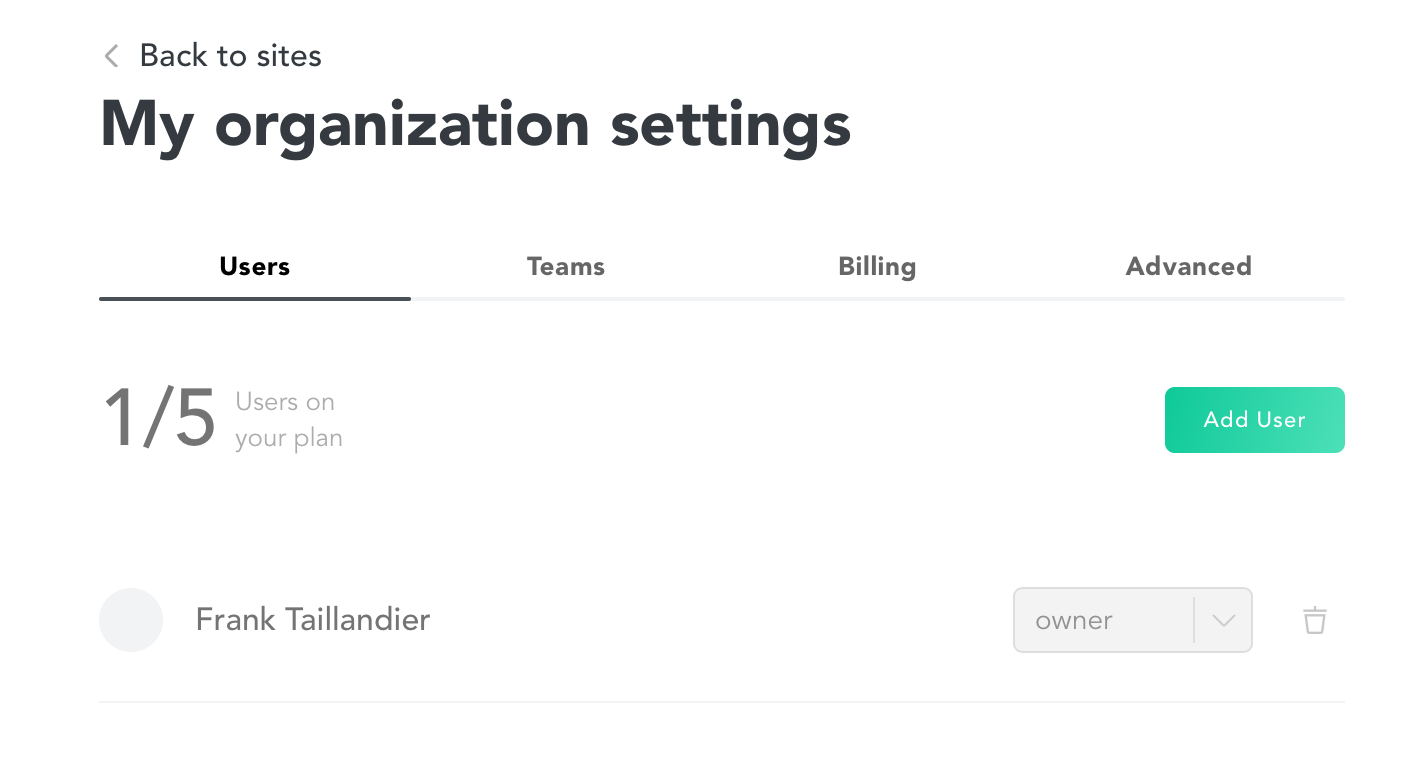 Back to sites
My organization settings
Users Teams Billing Advanced
1/5 Users on
your plan
Add User
Frank Taillandier owner